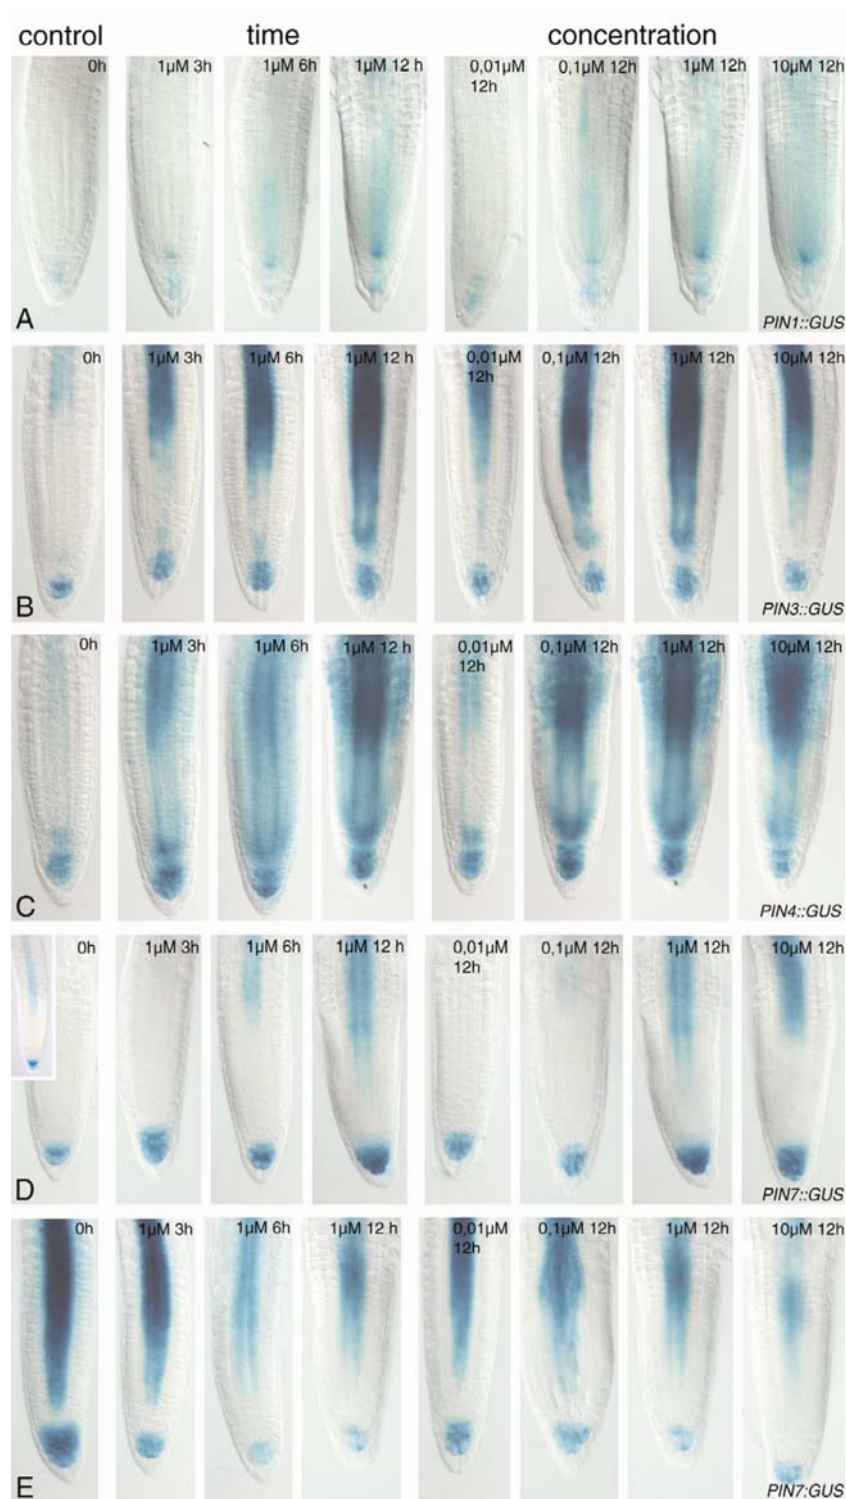 control time concentration
0h 1µM 3h 1µM 6h 1µM 12 h 0,01µM 0,1µM 12h 1µM 12h 10µM 12h
12h
A PIN1::GUS
0h 1µM 3h 1µM 6h 1µM 12 h 0,01µM 0,1µM 12h 1µM 12h 10µM 12h
12h
B PIN3::GUS
0h 1µM 3h 1µM 6h 1µM 12 h 0,01µM 0,1µM 12h 1µM 12h 10µM 12h
12h
C PIN4::GUS
0h 1µM 3h 1µM 6h 1µM 12 h 0,01µM 0,1µM 12h 1µM 12h 10µM 12h
12h
D PIN7::GUS
0h 1µM 3h 1µM 6h 1µM 12 h 0,01µM 0,1µM 12h 1µM 12h 10µM 12h
12h
E PIN7:GUS